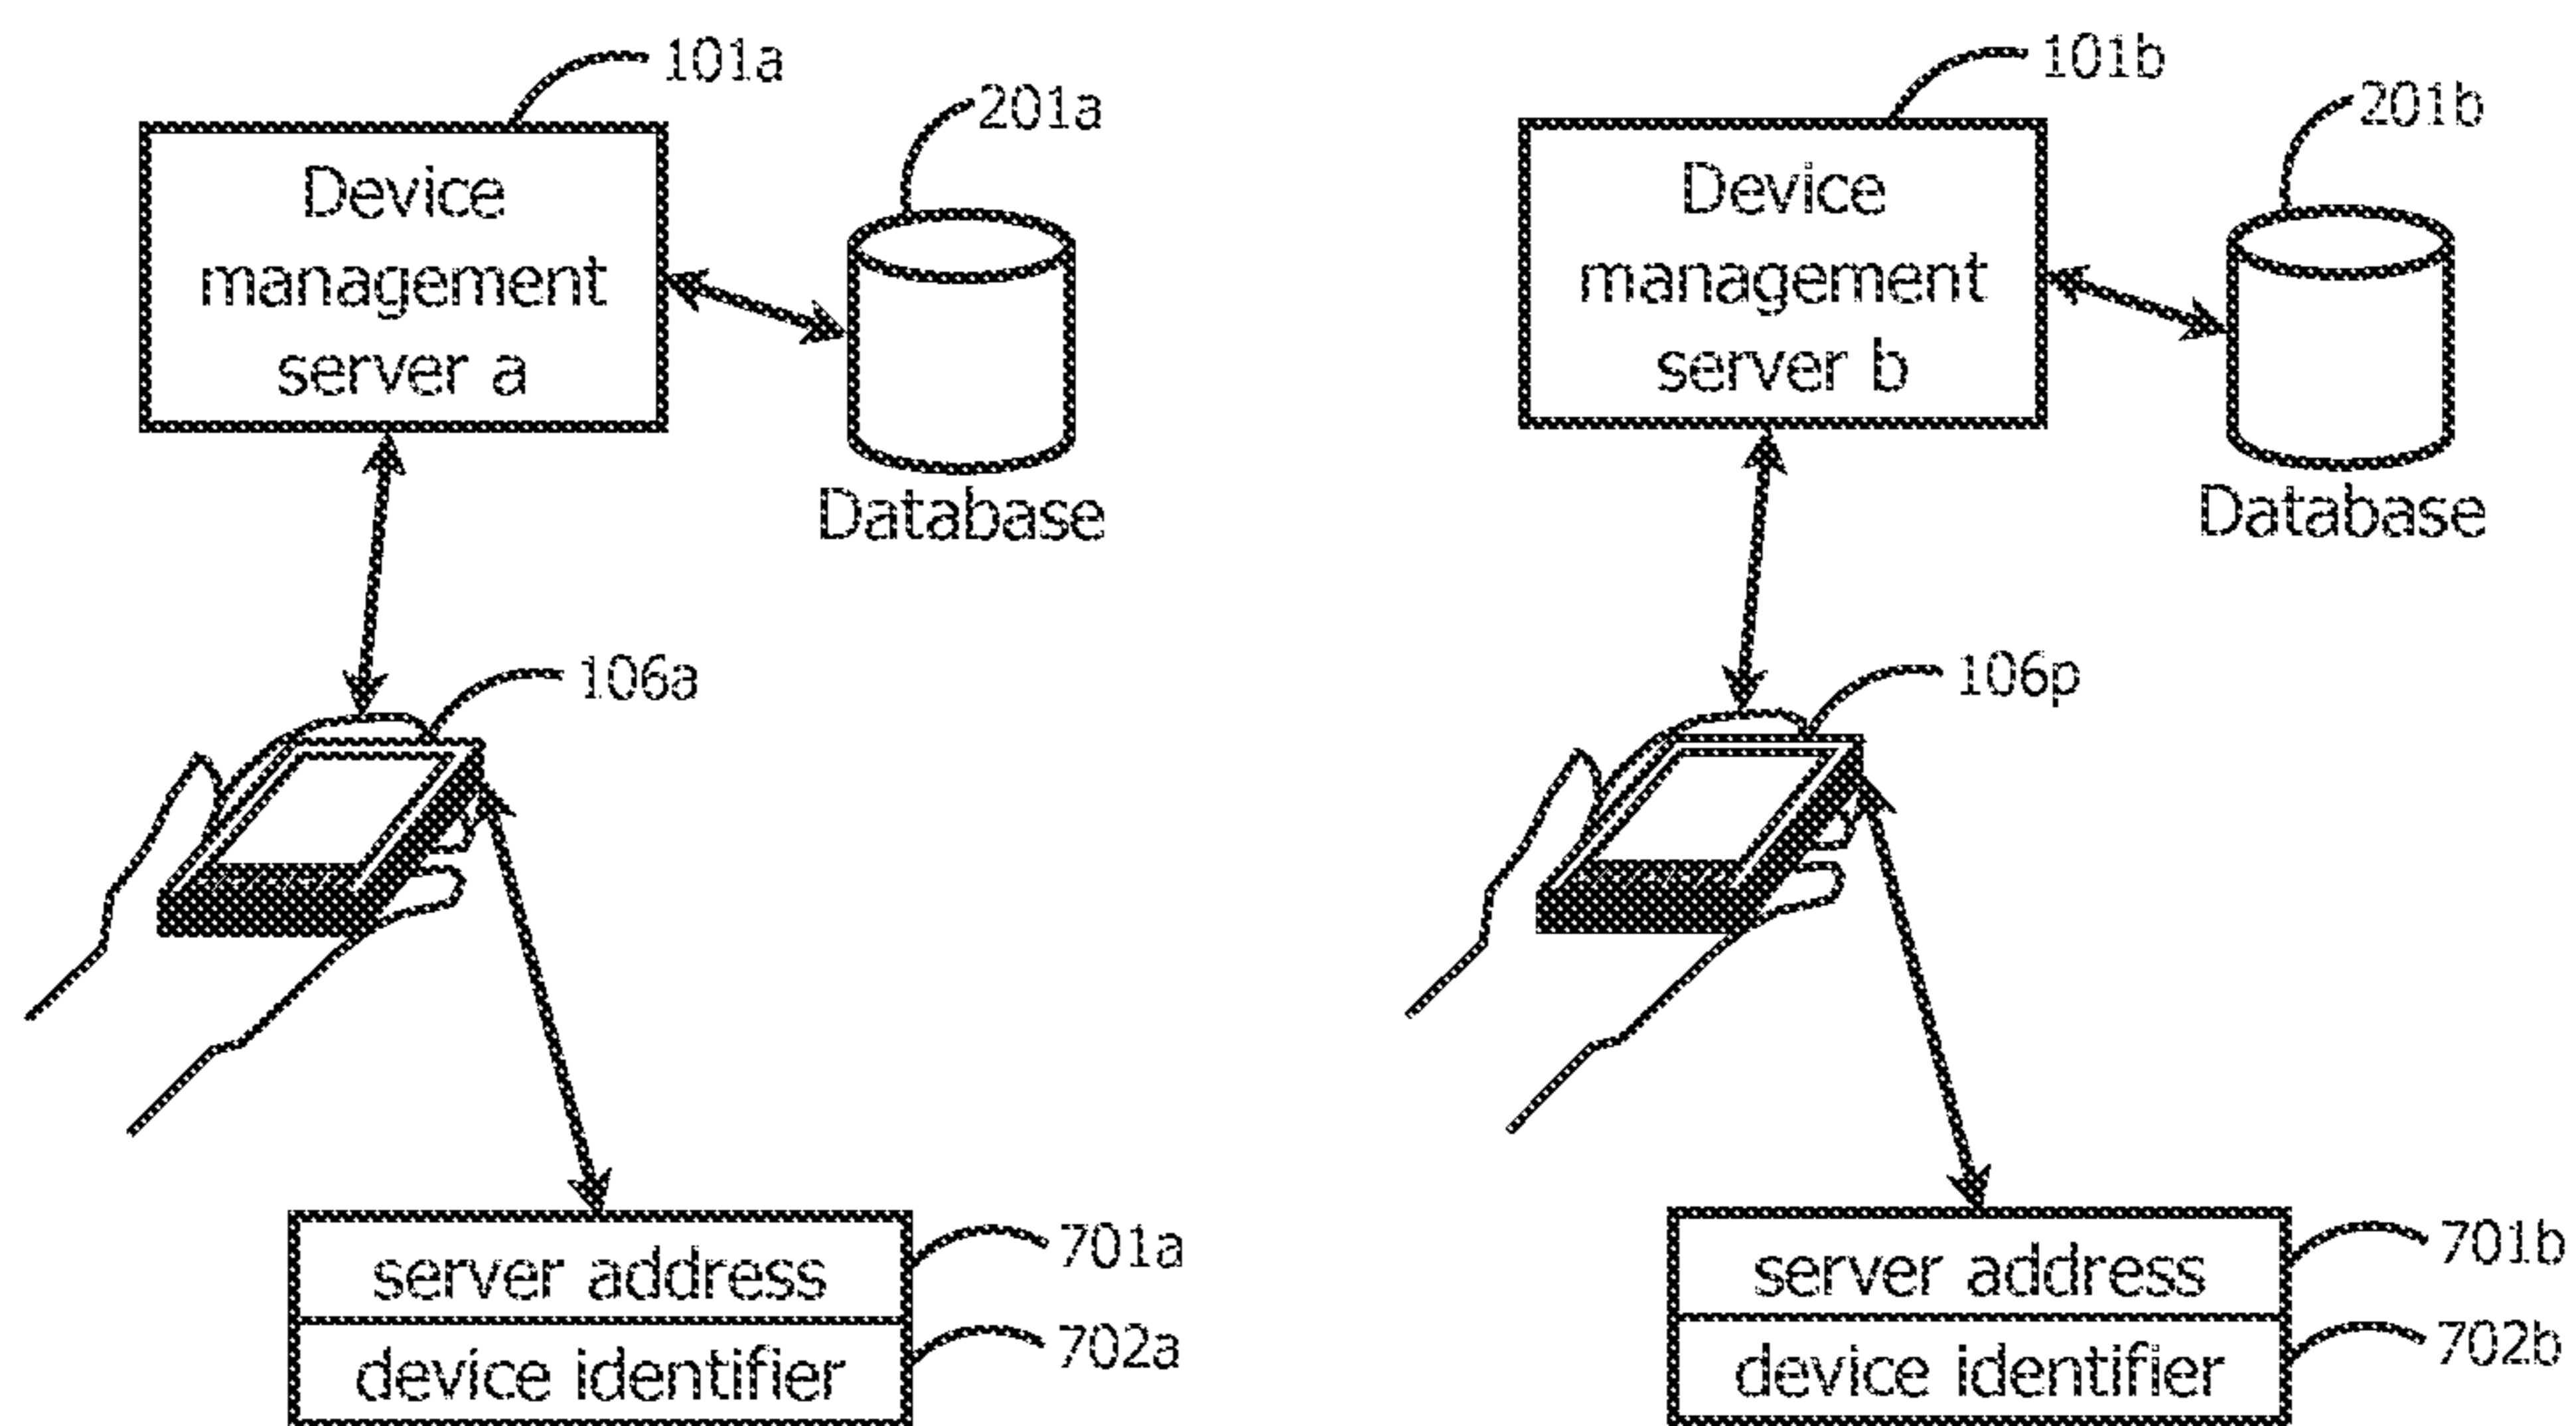 101a
201a
Device
management
server a
Database
106a
701a
server address
702a
device identifier
101b
201b
Device
management
server b
Database
106p
701b
server address
702b
device identifier